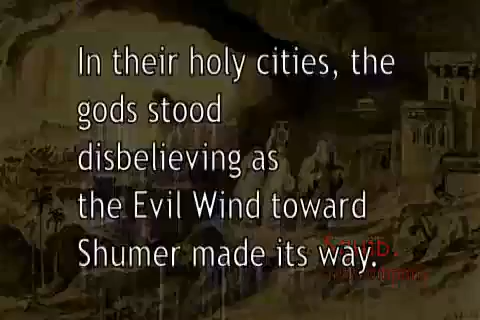 In their holy cities, the
gods stood
disbelieving as
the Evil Wind toward
Shumer made its way.